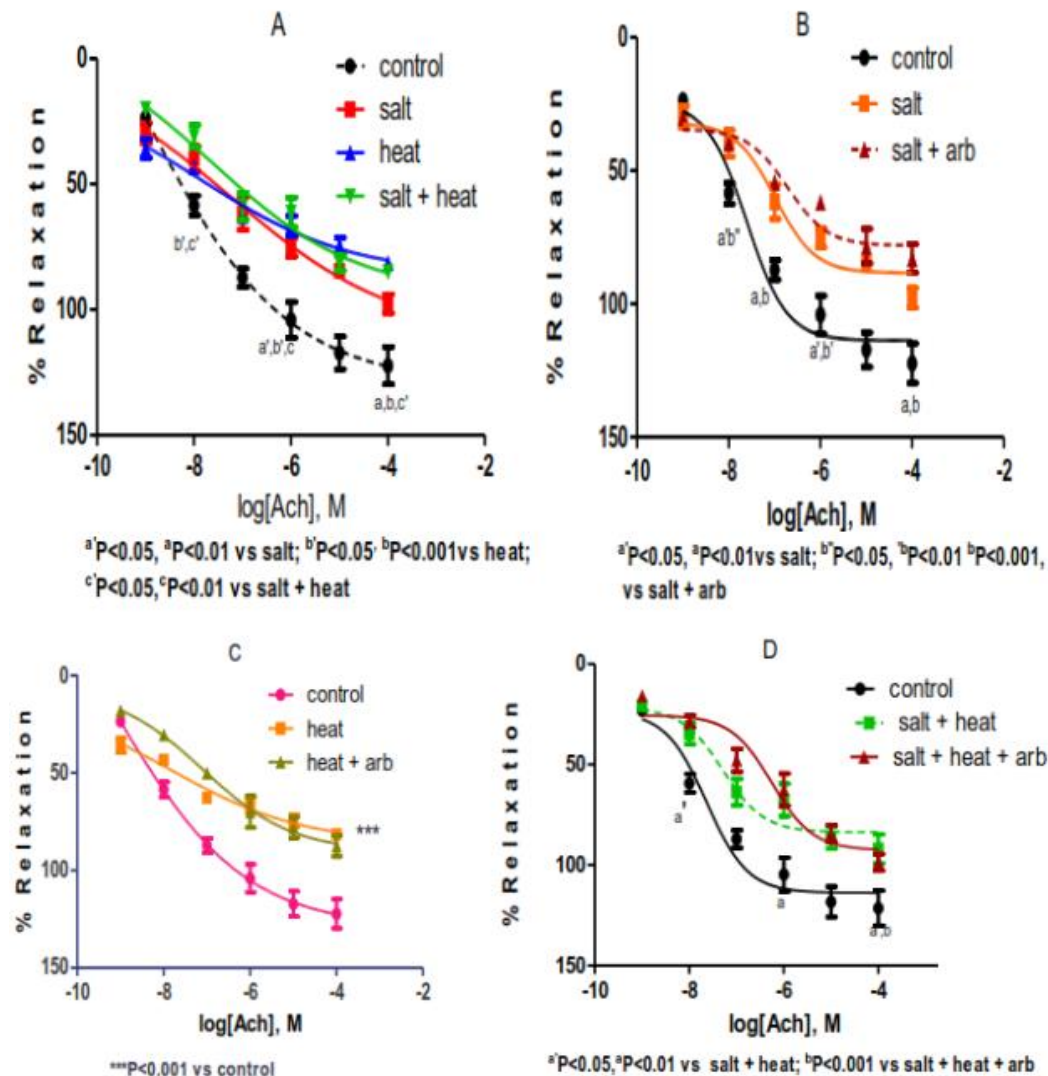 A
0
50
100
150
% Relaxation
control
salt
heat
salt + heat
b',c'
a',b',c
a,b,c'
-10 -8 -6 -4 -2
log[Ach], M
a'P<0.05, aP<0.01 vs salt; b'P<0.05, bP<0.001vs heat;
c'P<0.05,cP<0.01 vs salt + heat
B
0
50
100
150
% Relaxation
control
salt
salt + arb
a'b"
a,b
a',b'
a,b
-10 -8 -6 -4 -2
log[Ach], M
a'P<0.05, aP<0.01vs salt; b"P<0.05, 'bP<0.01 bP<0.001,
vs salt + arb
C
0
50
100
150
% Relaxation
control
heat
heat + arb
***
-10 -8 -6 -4 -2
log[Ach], M
***P<0.001 vs control
D
0
50
100
150
% Relaxation
control
salt + heat
salt + heat + arb
a'
a
a',b
-10 -8 -6 -4
log[Ach], M
a'P<0.05,aP<0.01 vs salt + heat; bP<0.001 vs salt + heat + arb